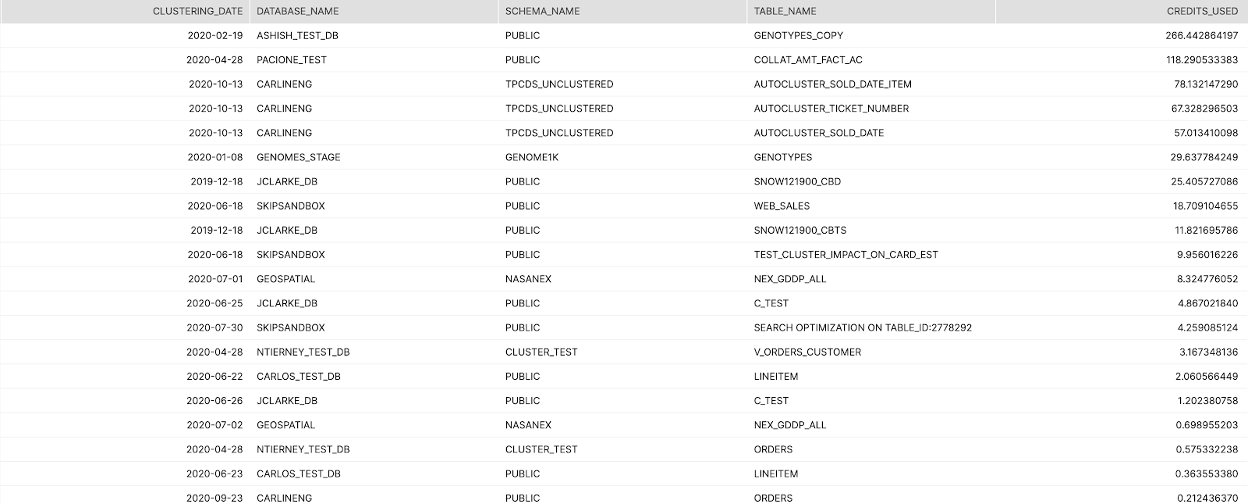 CLUSTERING_DATE DATABASE_NAME SCHEMA_NAME TABLE_NAME CREDITS_USED
2020-02-19 ASHISH_TEST_DB PUBLIC GENOTYPES_COPY 266.442864197
2020-04-28 PACIONE_TEST PUBLIC COLLAT_AMT_FACT_AC 118.290533383
2020-10-13 CARLINENG TPCDS_UNCLUSTERED AUTOCLUSTER_SOLD_DATE_ITEM 78.132147290
2020-10-13 CARLINENG TPCDS_UNCLUSTERED AUTOCLUSTER_TICKET_NUMBER 67.328296503
2020-10-13 CARLINENG TPCDS_UNCLUSTERED AUTOCLUSTER_SOLD_DATE 57.013410098
2020-01-08 GENOMES_STAGE GENOME1K GENOTYPES 29.637784249
2019-12-18 JCLARKE_DB PUBLIC SNOW121900_CBD 25.405727086
2020-06-18 SKIPSANDBOX PUBLIC WEB_SALES 18.709104655
2019-12-18 JCLARKE_DB PUBLIC SNOW121900_CBTS 11.821695786
2020-06-18 SKIPSANDBOX PUBLIC TEST_CLUSTER_IMPACT_ON_CARD_EST 9.956016226
2020-07-01 GEOSPATIAL NASANEX NEX_GDDP_ALL 8.324776052
2020-06-25 JCLARKE_DB PUBLIC C_TEST 4.867021840
2020-07-30 SKIPSANDBOX PUBLIC SEARCH OPTIMIZATION ON TABLE_ID:2778292 4.259085124
2020-04-28 NTIERNEY_TEST_DB CLUSTER_TEST V_ORDERS_CUSTOMER 3.167348136
2020-06-22 CARLOS_TEST_DB PUBLIC LINEITEM 2.060566449
2020-06-26 JCLARKE_DB PUBLIC C_TEST 1.202380758
2020-07-02 GEOSPATIAL NASANEX NEX_GDDP_ALL 0.698955203
2020-04-28 NTIERNEY_TEST_DB CLUSTER_TEST ORDERS 0.575332238
2020-06-23 CARLOS_TEST_DB PUBLIC LINEITEM 0.363553380
2020-09-23 CARLINENG PUBLIC ORDERS 0.212436370